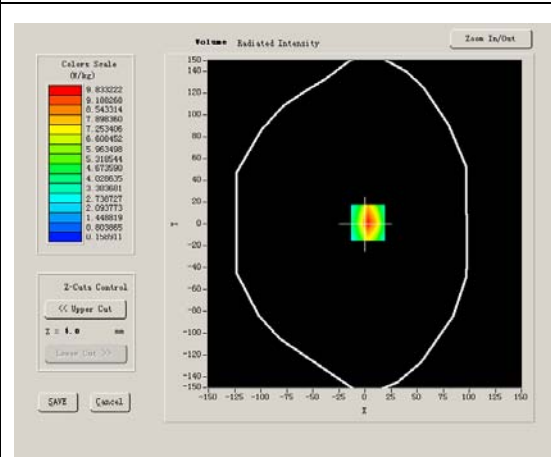 Volume Radiated Intensity
Zoom In/Out
Colors Scale
(W/kg)
9.833222
9.188268
8.543314
7.898360
7.253406
6.608452
5.963498
5.318544
4.673590
4.028635
3.383681
2.738727
2.093773
1.448819
0.803865
0.158911
Z-Cuts Control
<< Upper Cut
Z = 4.0 mm
Lower Cut >>
SAVE
Cancel
150
140
120
100
80
60
40
20
0
-20
-40
-60
-80
-100
-120
-140
-150
Y
-150 -125 -100 -75 -50 -25 0 25 50 75 100 125 150
X